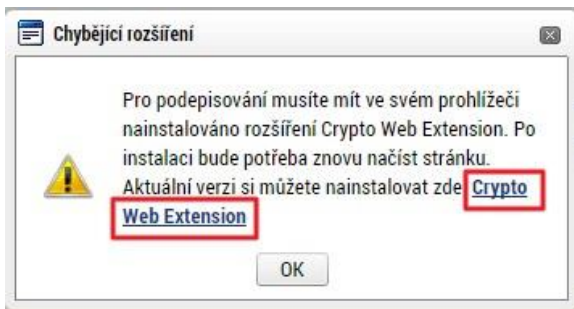 Chybějící rozšíření
Pro podepisování musíte mít ve svém prohlížeči
nainstalováno rozšíření Crypto Web Extension. Po
instalaci bude potřeba znovu načíst stránku.
Aktuální verzi si můžete nainstalovat zde Crypto
Web Extension
OK